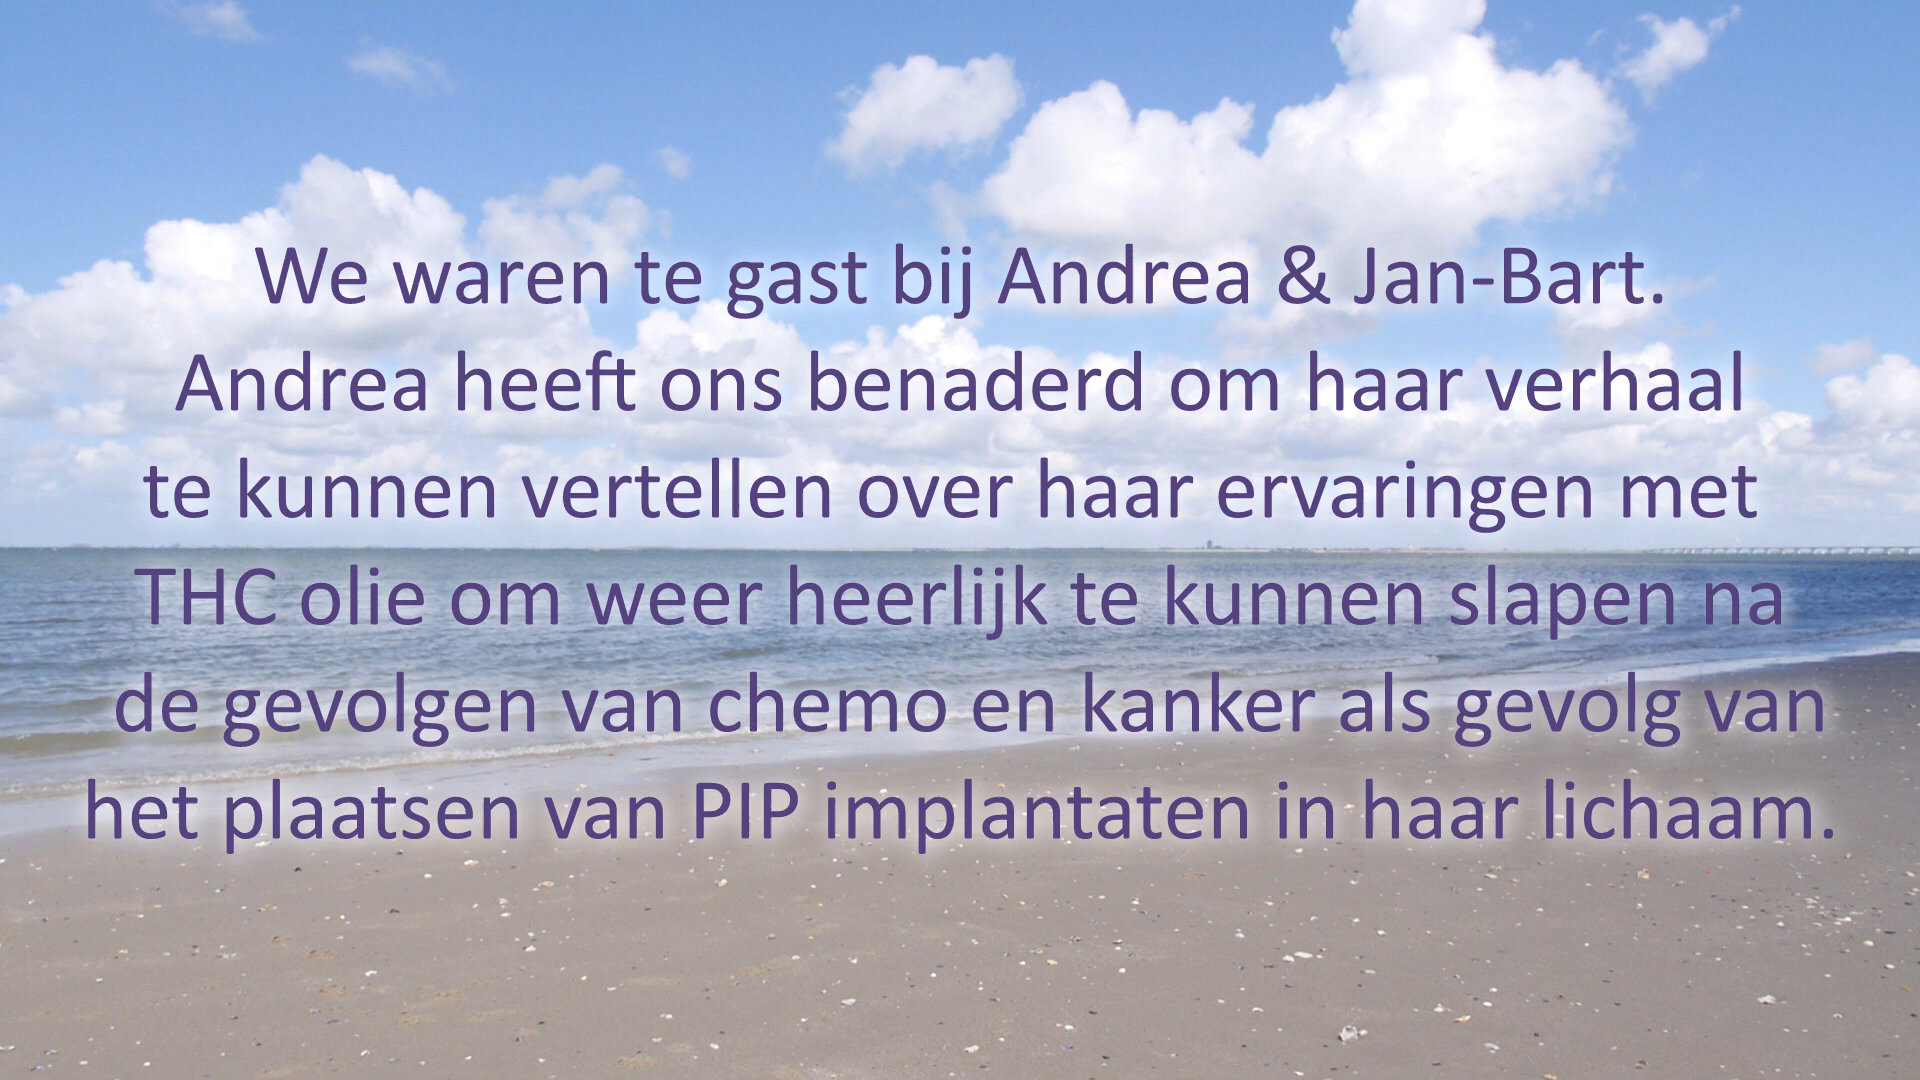 We waren te gast bij Andrea & Jan-Bart.
Andrea heeft ons benaderd om haar verhaal
te kunnen vertellen over haar ervaringen met
THC olie om weer heerlijk te kunnen slapen na
de gevolgen van chemo en kanker als gevolg van
het plaatsen van PIP implantaten in haar lichaam.